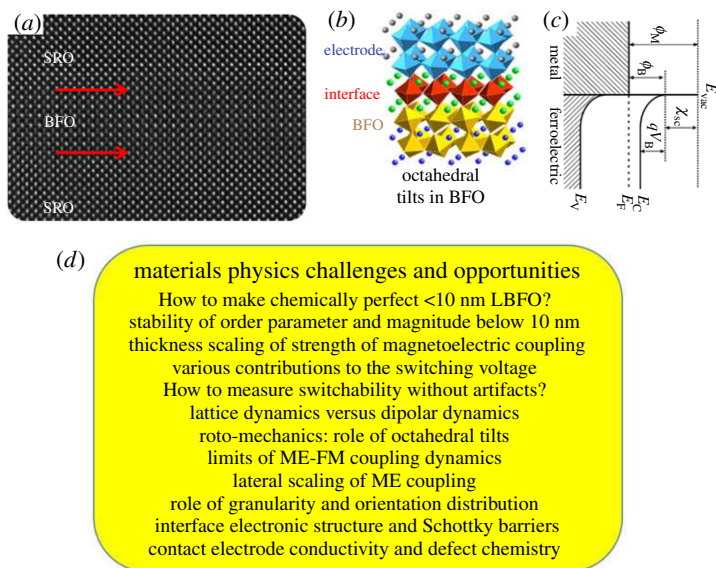 (a)
SRO
BFO
SRO
(b)
electrode
interface
BFO
octahedral
tilts in BFO
(c)
metal
ferroelectric
ϕM
ϕB
Evac
χsc
qVB
EC
EF
EV
(d)
materials physics challenges and opportunities
How to make chemically perfect <10 nm LBFO?
stability of order parameter and magnitude below 10 nm
thickness scaling of strength of magnetoelectric coupling
various contributions to the switching voltage
How to measure switchability without artifacts?
lattice dynamics versus dipolar dynamics
roto-mechanics: role of octahedral tilts
limits of ME-FM coupling dynamics
lateral scaling of ME coupling
role of granularity and orientation distribution
interface electronic structure and Schottky barriers
contact electrode conductivity and defect chemistry